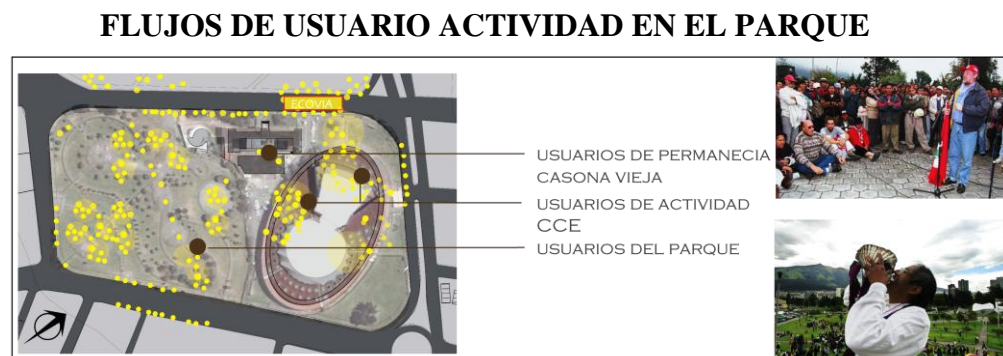 FLUJOS DE USUARIO ACTIVIDAD EN EL PARQUE
ECOVIA
USUARIOS DE PERMANECIA
CASONA VIEJA
USUARIOS DE ACTIVIDAD
CCE
USUARIOS DEL PARQUE